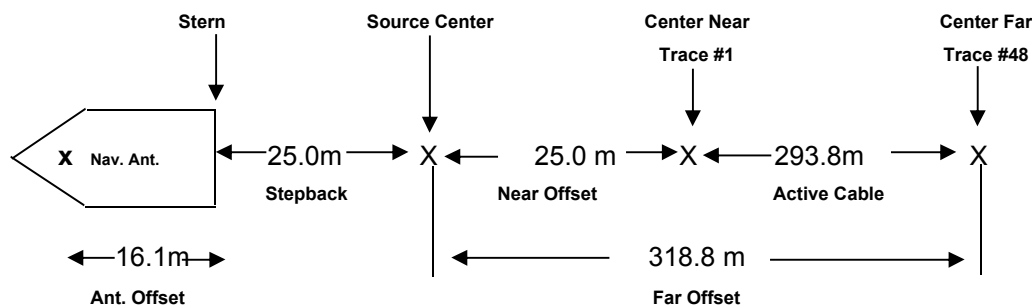 Stern
Source Center
Center Near
Trace #1
Center Far
Trace #48
X Nav. Ant.
25.0m
X
25.0 m
X
293.8m
X
Stepback
Near Offset
Active Cable
16.1m
318.8 m
Ant. Offset
Far Offset